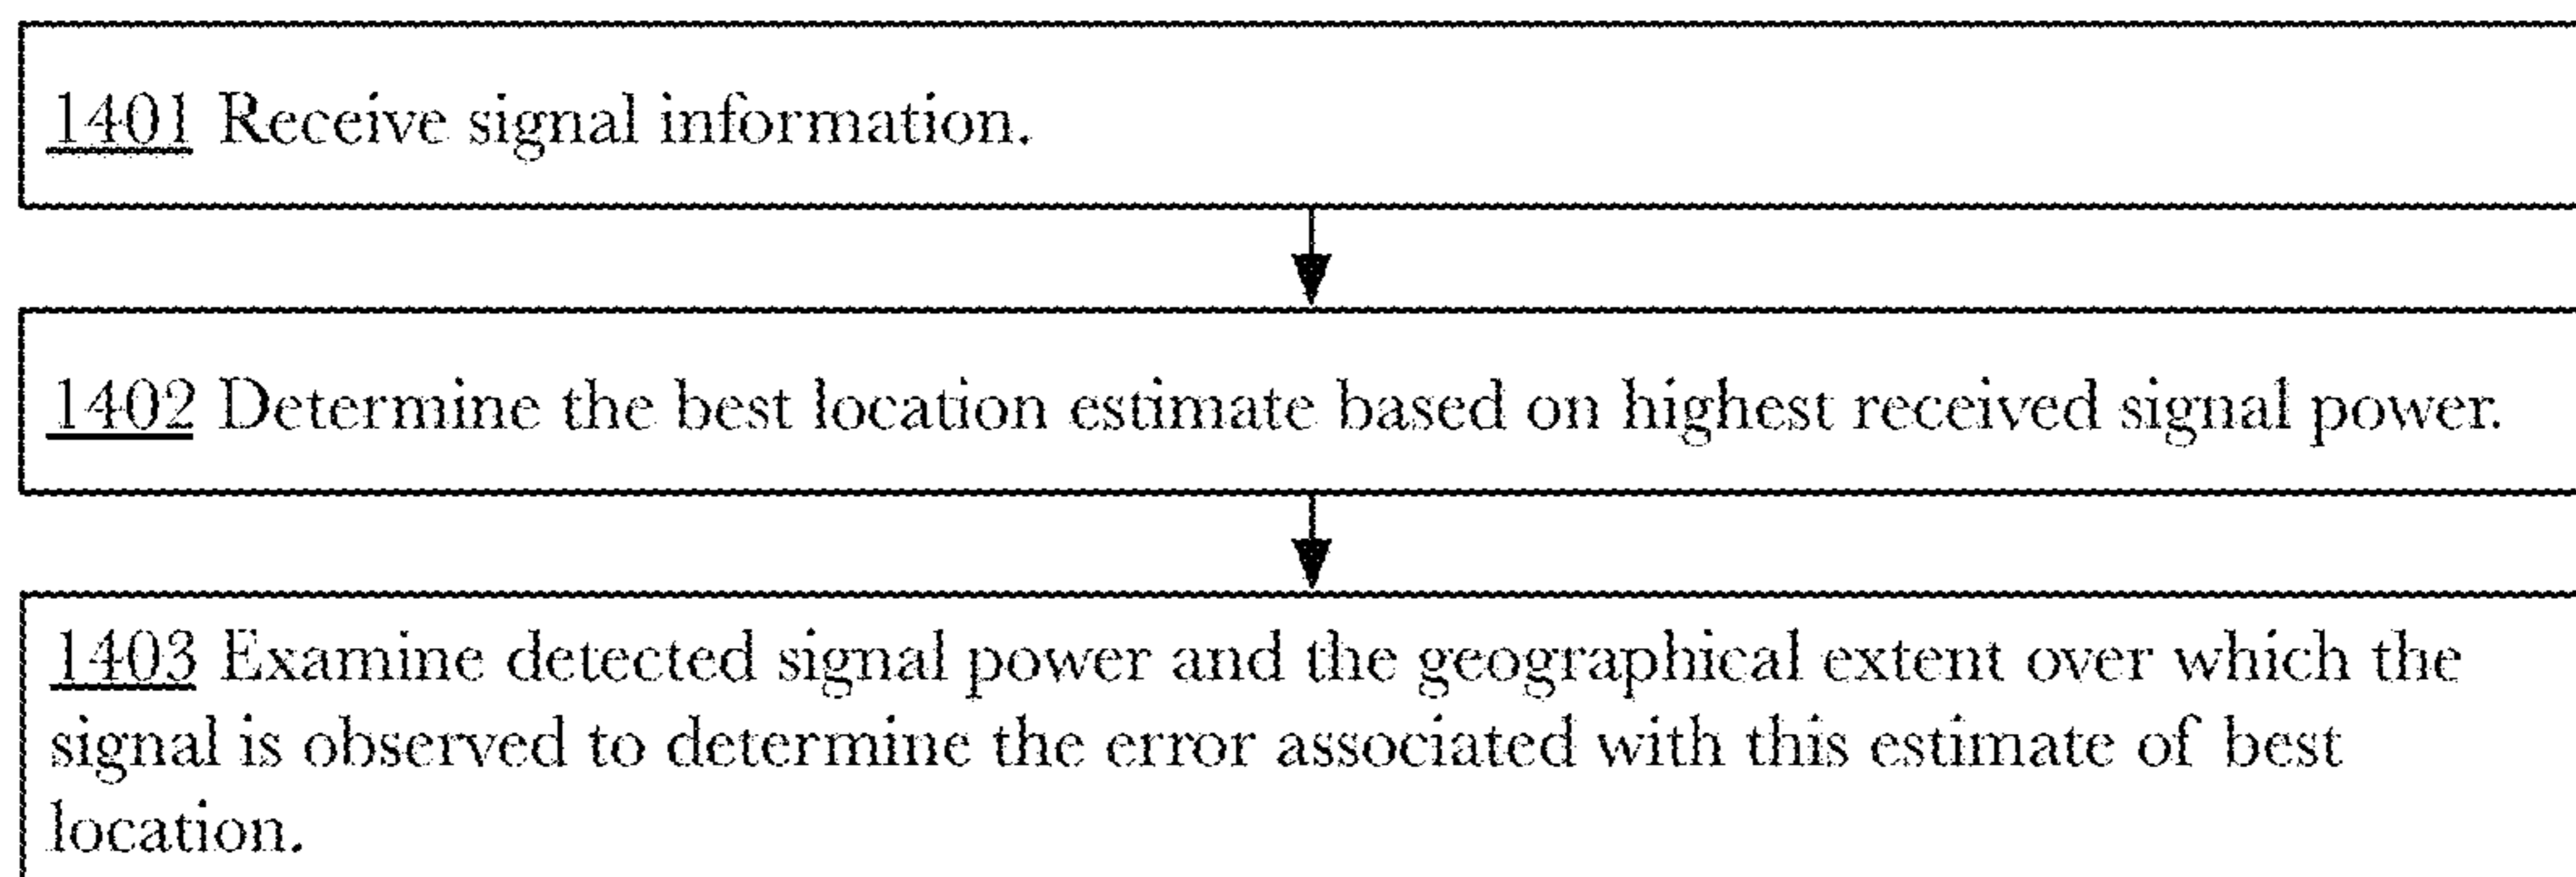 1401 Receive signal information.
1402 Determine the best location estimate based on highest received signal power.
1403 Examine detected signal power and the geographical extent over which the
signal is observed to determine the error associated with this estimate of best
location.